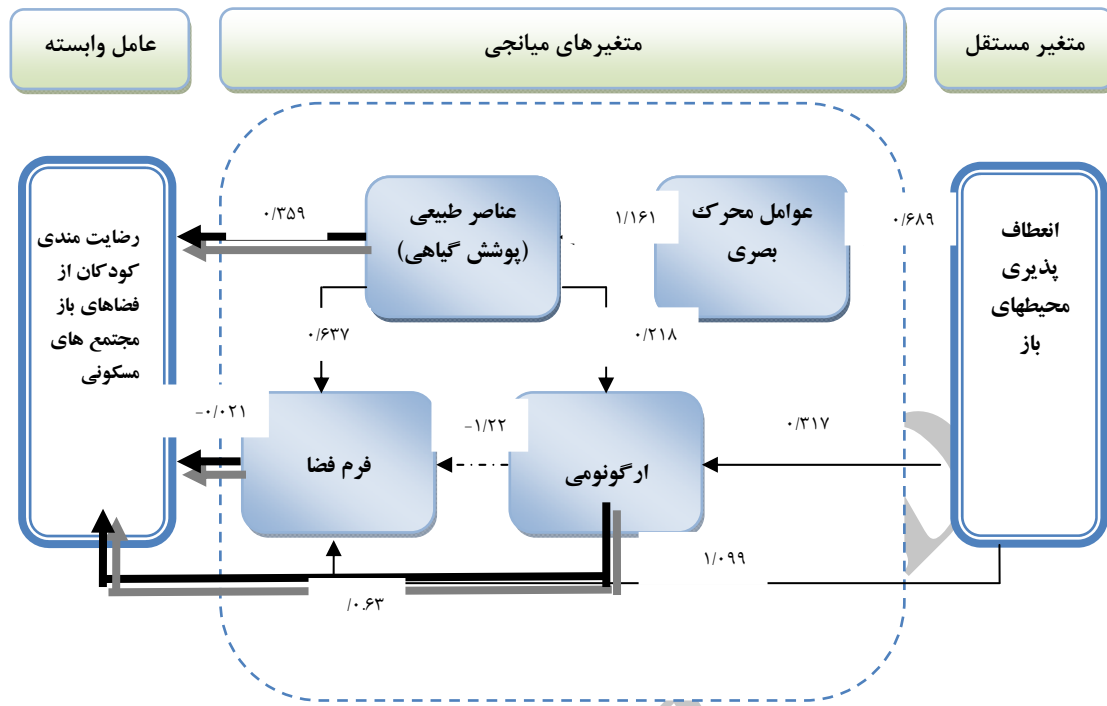 متغیر مستقل
متغیرهای میانجی
عامل وابسته
انعطاف
پذیری
محیطهای
باز
۰/۶۸۹
عوامل محرک
بصری
۱/۱۶۱
عناصر طبیعی
(پوشش گیاهی)
۰/۳۵۹
رضایت مندی
کودکان از
فضاهای باز
مجتمع های
مسکونی
۰/۲۱۸
۰/۶۳۷
۰/۳۱۷
ارگونومی
-۱/۲۲
فرم فضا
-۰/۰۲۱
۱/۰۹۹
/۰.۶۳